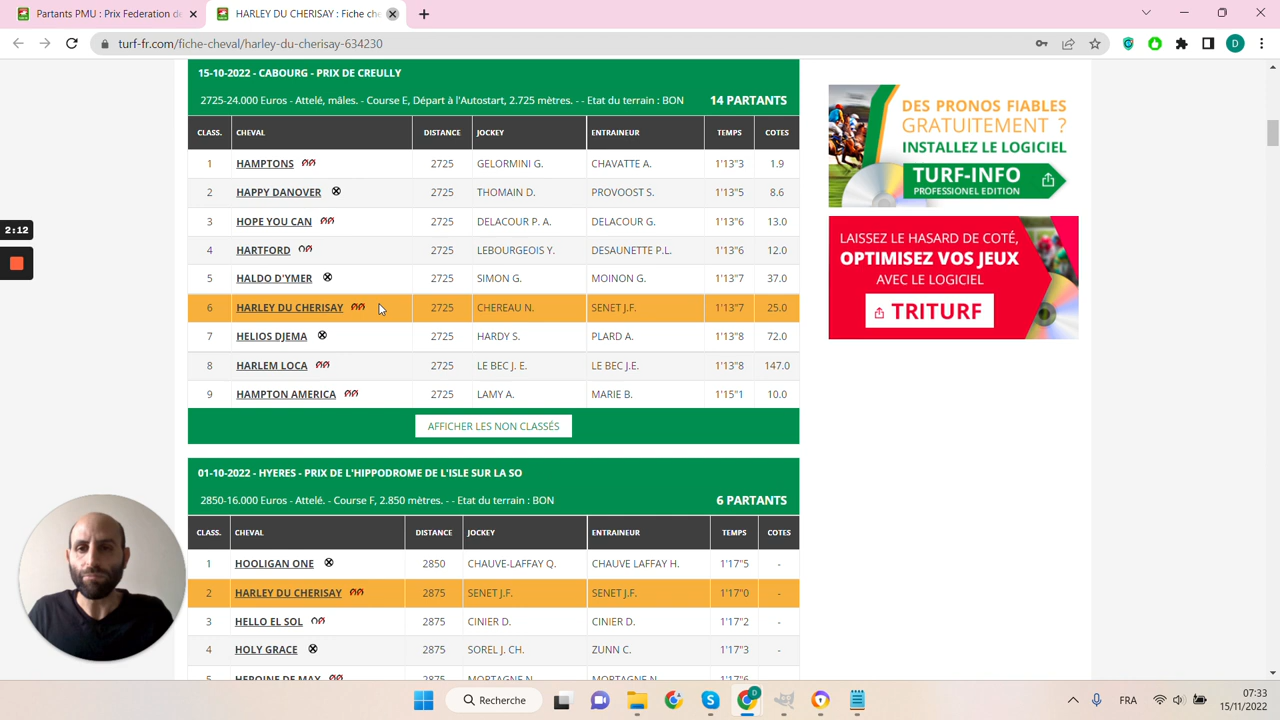 Partants PMU : Prix Federation d
HARLEY DU CHERISAY : Fiche ch
turf-fr.com/fiche-cheval/harley-du-cherisay-634230
D
15-10-2022 - CABOURG - PRIX DE CREULLY
2725-24.000 Euros - Attelé, mâles. - Course E, Départ à l'Autostart, 2.725 mètres. - - Etat du terrain : BON 14 PARTANTS
CLASS. CHEVAL DISTANCE JOCKEY ENTRAINEUR TEMPS COTES
1 HAMPTONS 2725 GELORMINI G. CHAVATTE A. 1'13"3 1.9
2 HAPPY DANOVER 2725 THOMAIN D. PROVOOST S. 1'13"5 8.6
3 HOPE YOU CAN 2725 DELACOUR P. A. DELACOUR G. 1'13"6 13.0
4 HARTFORD 2725 LEBOURGEOIS Y. DESAUNETTE P.L. 1'13"6 12.0
5 HALDO D'YMER 2725 SIMON G. MOINON G. 1'13"7 37.0
6 HARLEY DU CHERISAY 2725 CHEREAU N. SENET J.F. 1'13"7 25.0
7 HELIOS DJEMA 2725 HARDY S. PLARD A. 1'13"8 72.0
8 HARLEM LOCA 2725 LE BEC J. E. LE BEC J.E. 1'13"8 147.0
9 HAMPTON AMERICA 2725 LAMY A. MARIE B. 1'15"1 10.0
AFFICHER LES NON CLASSÉS
01-10-2022 - HYERES - PRIX DE L'HIPPODROME DE L'ISLE SUR LA SO
2850-16.000 Euros - Attelé. - Course F, 2.850 mètres. - - Etat du terrain : BON 6 PARTANTS
CLASS. CHEVAL DISTANCE JOCKEY ENTRAINEUR TEMPS COTES
1 HOOLIGAN ONE 2850 CHAUVE-LAFFAY Q. CHAUVE LAFFAY H. 1'17"5 -
2 HARLEY DU CHERISAY 2875 SENET J.F. SENET J.F. 1'17"0 -
3 HELLO EL SOL 2875 CINIER D. CINIER D. 1'17"2 -
4 HOLY GRACE 2875 SOREL J. CH. ZUNN C. 1'17"3 -
5 HEROINE DE MAY 2875 MORTAGNE N. MORTAGNE N. 1'17"6 -
DES PRONOS FIABLES
GRATUITEMENT ?
INSTALLEZ LE LOGICIEL
TURF-INFO
PROFESSIONEL EDITION
LAISSEZ LE HASARD DE COTÉ,
OPTIMISEZ VOS JEUX
AVEC LE LOGICIEL
TRITURF
2:12
Recherche
D
FRA
07:33
15/11/2022